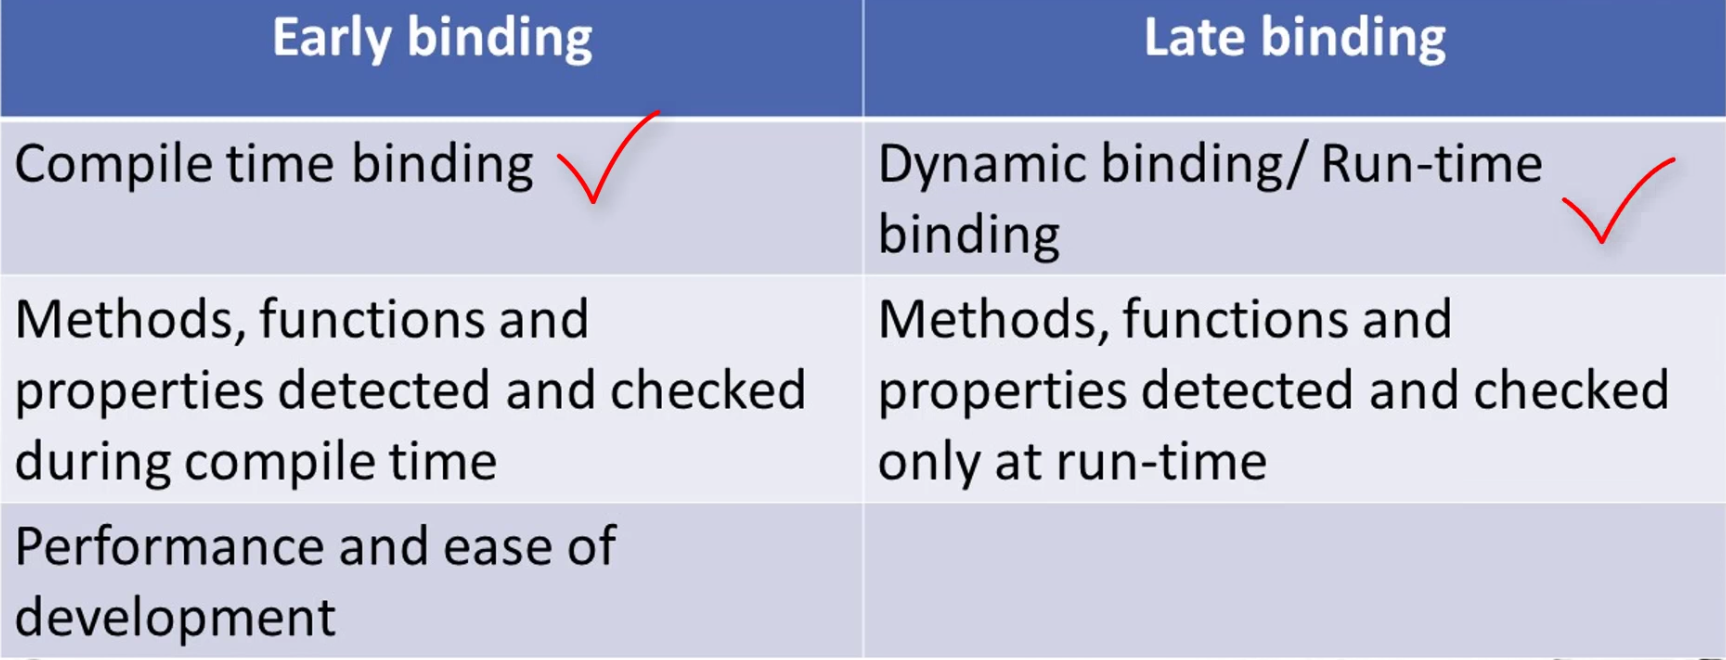 Early binding
Late binding
Compile time binding
Dynamic binding/ Run-time
binding
Methods, functions and
properties detected and checked
during compile time
Methods, functions and
properties detected and checked
only at run-time
Performance and ease of
development